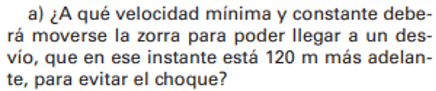 a) ¿A qué velocidad mínima y constante debe-
rá moverse la zorra para poder llegar a un des-
vío, que en ese instante está 120 m más adelan-
te, para evitar el choque?